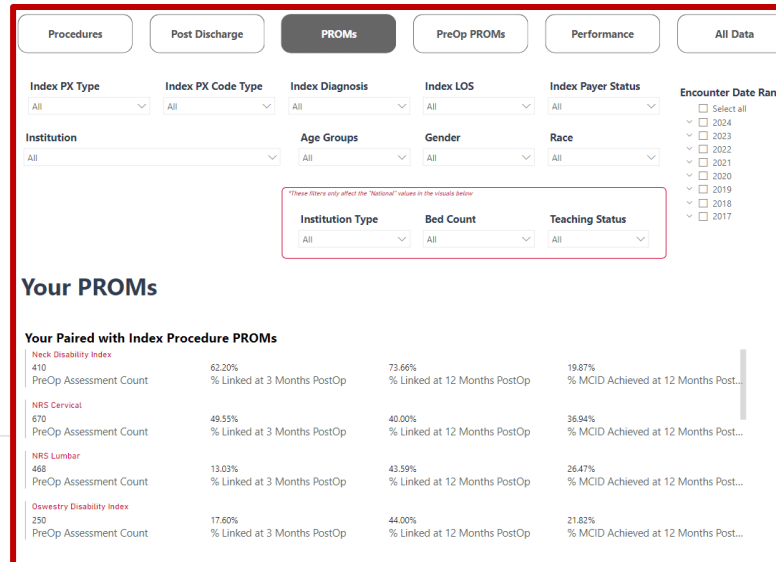 Procedures Post Discharge PROMs PreOp PROMs Performance All Data
Index PX Type Index PX Code Type Index Diagnosis Index LOS Index Payer Status Encounter Date Ran
All All All All All
Select all
2024
2023
2022
2021
2020
2019
2018
2017
Institution Age Groups Gender Race
All All All All
*These filters only affect the "National" values in the visuals below
Institution Type Bed Count Teaching Status
All All All
Your PROMs
Your Paired with Index Procedure PROMs
Neck Disability Index
410 62.20% 73.66% 19.87%
PreOp Assessment Count % Linked at 3 Months PostOp % Linked at 12 Months PostOp % MCID Achieved at 12 Months Post...
NRS Cervical
670 49.55% 40.00% 36.94%
PreOp Assessment Count % Linked at 3 Months PostOp % Linked at 12 Months PostOp % MCID Achieved at 12 Months Post...
NRS Lumbar
468 13.03% 43.59% 26.47%
PreOp Assessment Count % Linked at 3 Months PostOp % Linked at 12 Months PostOp % MCID Achieved at 12 Months Post...
Oswestry Disability Index
250 17.60% 44.00% 21.82%
PreOp Assessment Count % Linked at 3 Months PostOp % Linked at 12 Months PostOp % MCID Achieved at 12 Months Post...